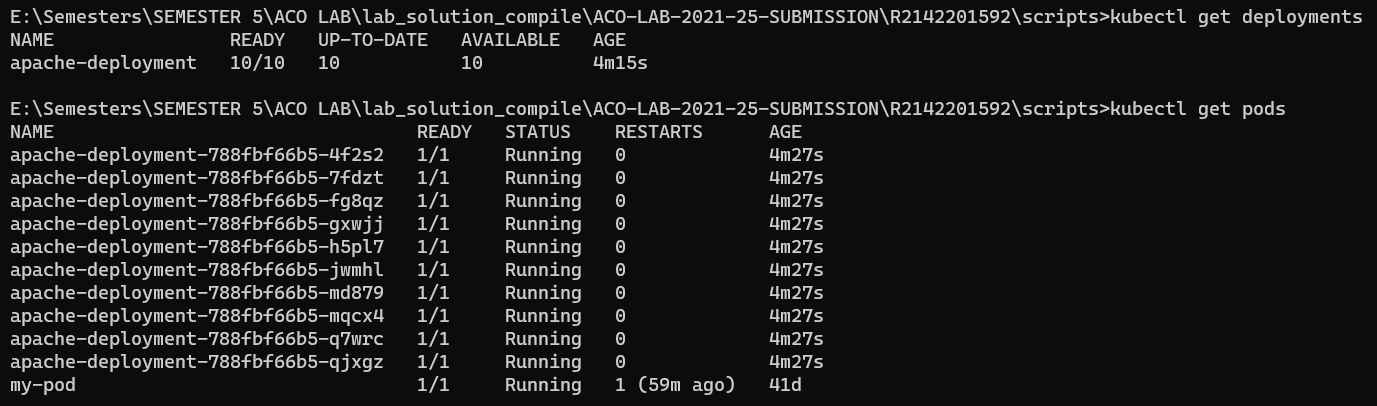 E:\Semesters\SEMESTER 5\ACO LAB\lab_solution_compile\ACO-LAB-2021-25-SUBMISSION\R2142201592\scripts>kubectl get deployments
NAME                READY   UP-TO-DATE   AVAILABLE   AGE
apache-deployment   10/10   10           10          4m15s

E:\Semesters\SEMESTER 5\ACO LAB\lab_solution_compile\ACO-LAB-2021-25-SUBMISSION\R2142201592\scripts>kubectl get pods
NAME                                 READY   STATUS    RESTARTS      AGE
apache-deployment-788fbf66b5-4f2s2   1/1     Running   0             4m27s
apache-deployment-788fbf66b5-7fdzt   1/1     Running   0             4m27s
apache-deployment-788fbf66b5-fg8qz   1/1     Running   0             4m27s
apache-deployment-788fbf66b5-gxwjj   1/1     Running   0             4m27s
apache-deployment-788fbf66b5-h5pl7   1/1     Running   0             4m27s
apache-deployment-788fbf66b5-jwmhl   1/1     Running   0             4m27s
apache-deployment-788fbf66b5-md879   1/1     Running   0             4m27s
apache-deployment-788fbf66b5-mqcx4   1/1     Running   0             4m27s
apache-deployment-788fbf66b5-q7wrc   1/1     Running   0             4m27s
apache-deployment-788fbf66b5-qjxgz   1/1     Running   0             4m27s
my-pod                               1/1     Running   1 (59m ago)   41d